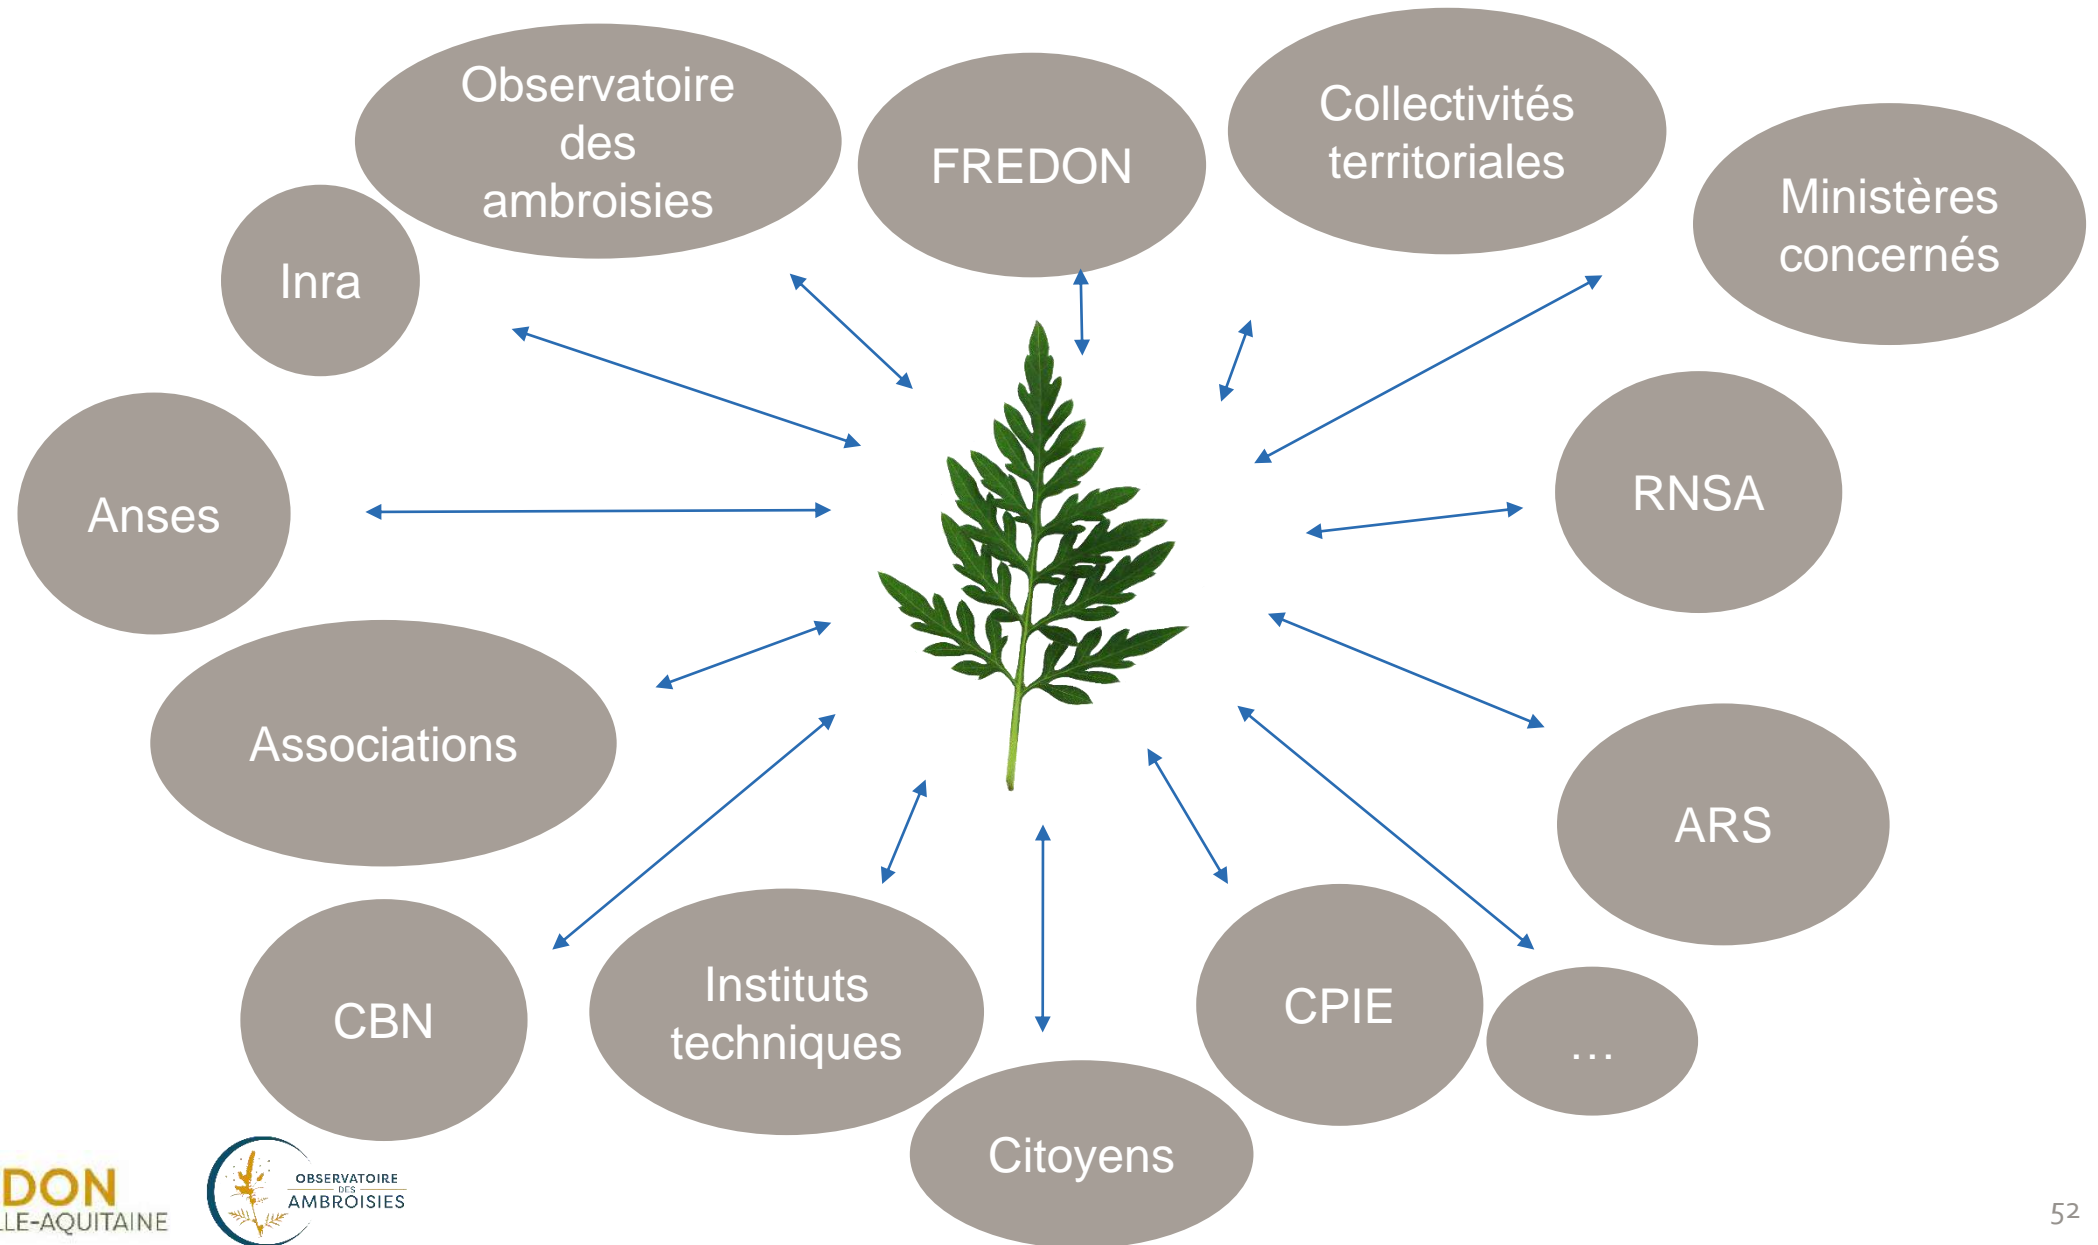 Observatoire
des
ambroisies
FREDON
Collectivités
territoriales
Ministères
concernés
Inra
Anses
RNSA
Associations
ARS
CBN
Instituts
techniques
CPIE
…
Citoyens
DON
LLE-AQUITAINE
OBSERVATOIRE
DES
AMBROISIES
52